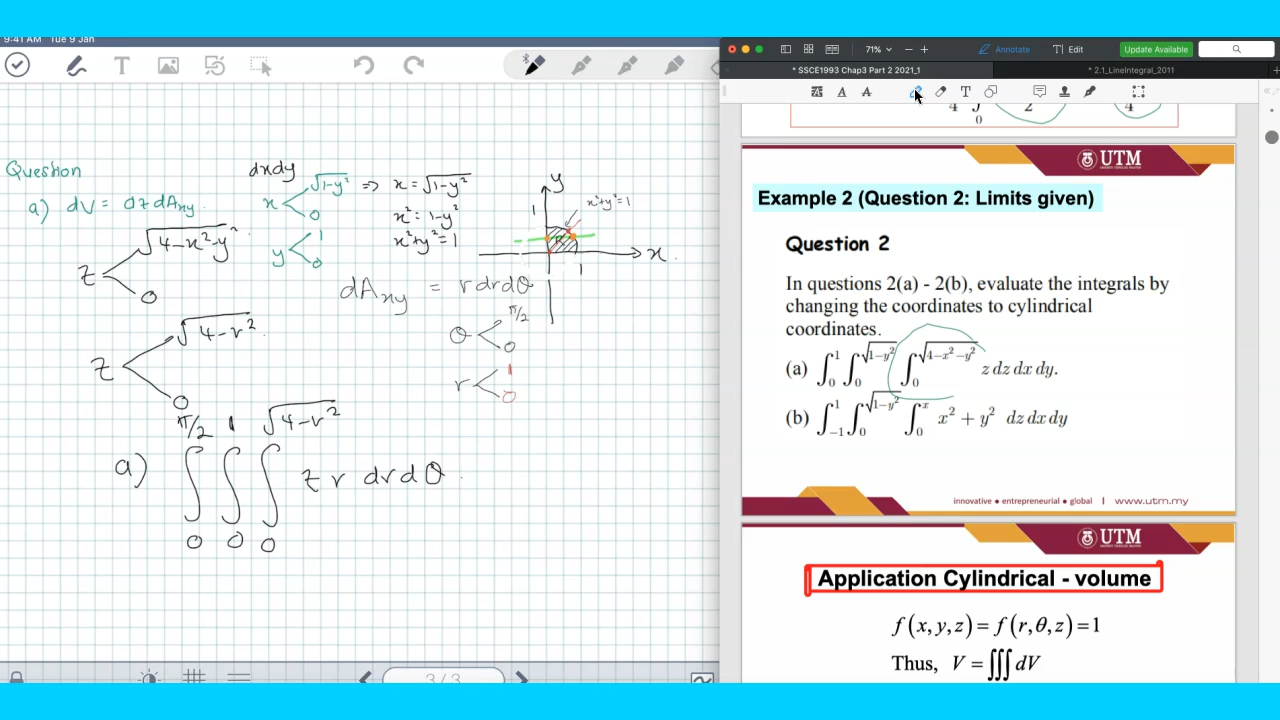 9:41 AM Tue 9 Jan
Question
a) dV = dz dAxy
z < √4-x²-y²
0
dxdy
x < √1-y² => x = √1-y²
0
x² = 1-y²
x²+y² = 1
y < 1
0
y
1
x²+y²=1
R
x
1
dAxy = r dr dθ
θ < π/2
0
r < 1
0
z < √4-r²
0
a) ∫₀^π/2 ∫₀^1 ∫₀^√4-r² z r dr dθ
3/3
71%
Annotate
T Edit
Update Available
* SSCE1993 Chap3 Part 2 2021_1
* 2.1_LineIntegral_2011
4 ∫ 2 4
0
UTM
Example 2 (Question 2: Limits given)
Question 2
In questions 2(a) - 2(b), evaluate the integrals by
changing the coordinates to cylindrical
coordinates.
(a) ∫₀^1 ∫₀^√1-y² ∫₀^√4-x²-y² z dz dx dy.
(b) ∫₋₁^1 ∫₀^√1-y² ∫₀^x x² + y² dz dx dy
innovative ● entrepreneurial ● global | www.utm.my
UTM
Application Cylindrical - volume
f(x, y, z) = f(r, θ, z) = 1
Thus, V = ∭ dV